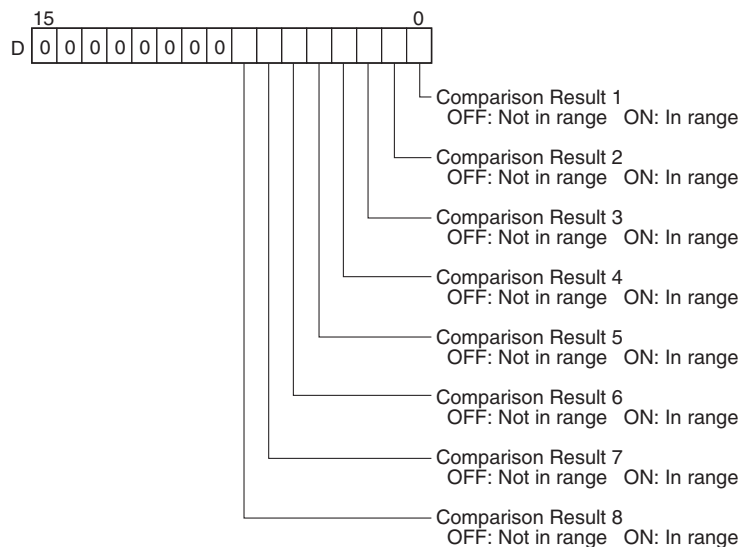 15 0
D 0 0 0 0 0 0 0 0
Comparison Result 1
OFF: Not in range ON: In range
Comparison Result 2
OFF: Not in range ON: In range
Comparison Result 3
OFF: Not in range ON: In range
Comparison Result 4
OFF: Not in range ON: In range
Comparison Result 5
OFF: Not in range ON: In range
Comparison Result 6
OFF: Not in range ON: In range
Comparison Result 7
OFF: Not in range ON: In range
Comparison Result 8
OFF: Not in range ON: In range